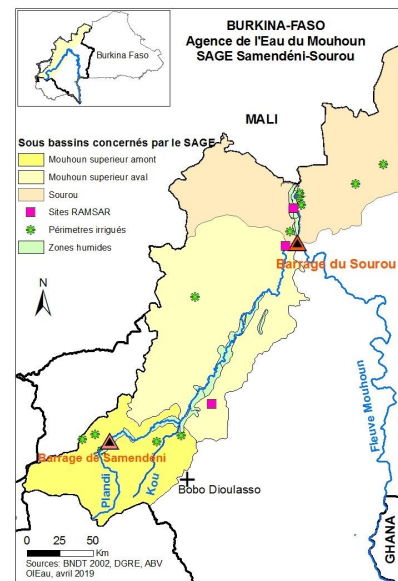 BURKINA-FASO
Agence de l'Eau du Mouhoun
SAGE Samendéni-Sourou
Burkina Faso
MALI
Sous bassins concernés par le SAGE
Mouhoun superieur amont
Mouhoun superieur aval
Sourou
Sites RAMSAR
Périmètres irrigués
Zones humides
N
Barrage du Sourou
Fleuve Mouhoun
Barrage de Samendéni
Plandi
Kou
Bobo Dioulasso
GHANA
0 25 50
Km
Sources: BNDT 2002, DGRE, ABV
OIEau, avril 2019